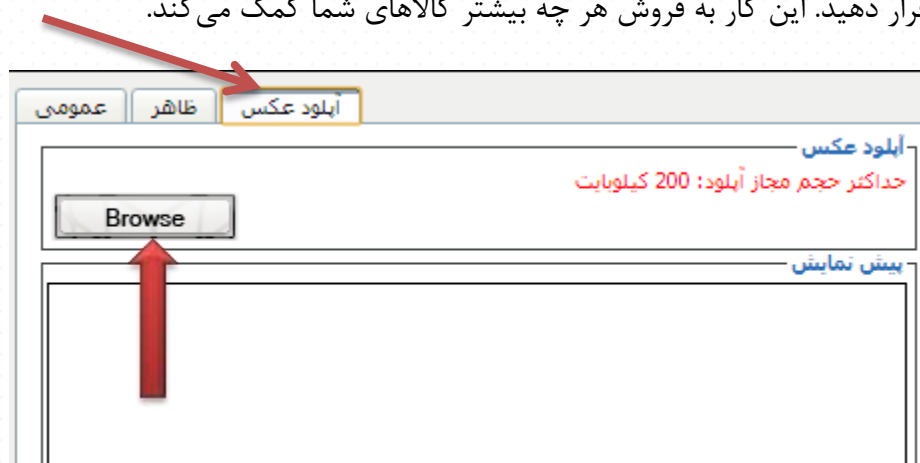 قرار دهید. این کار به فروش هر چه بیشتر کالاهای شما کمک می‌کند.
آپلود عکس ظاهر عمومی
آپلود عکس
حداکثر حجم مجاز آپلود: 200 کیلوبایت
Browse
پیش نمایش